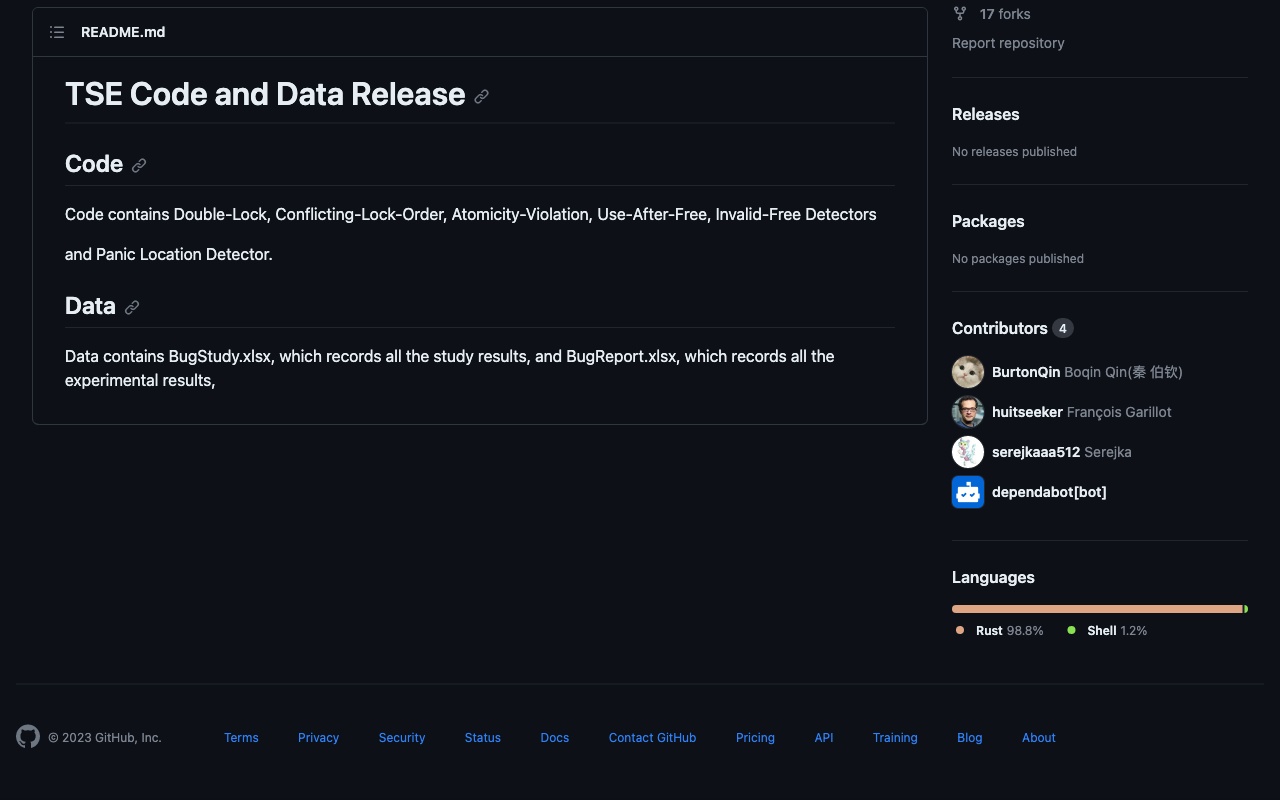 README.md
TSE Code and Data Release
Code
Code contains Double-Lock, Conflicting-Lock-Order, Atomicity-Violation, Use-After-Free, Invalid-Free Detectors
and Panic Location Detector.
Data
Data contains BugStudy.xlsx, which records all the study results, and BugReport.xlsx, which records all the
experimental results,
17 forks
Report repository
Releases
No releases published
Packages
No packages published
Contributors 4
BurtonQin Boqin Qin(秦 伯钦)
huitseeker François Garillot
serejkaaa512 Serejka
dependabot[bot]
Languages
Rust 98.8% Shell 1.2%
© 2023 GitHub, Inc. Terms Privacy Security Status Docs Contact GitHub Pricing API Training Blog About